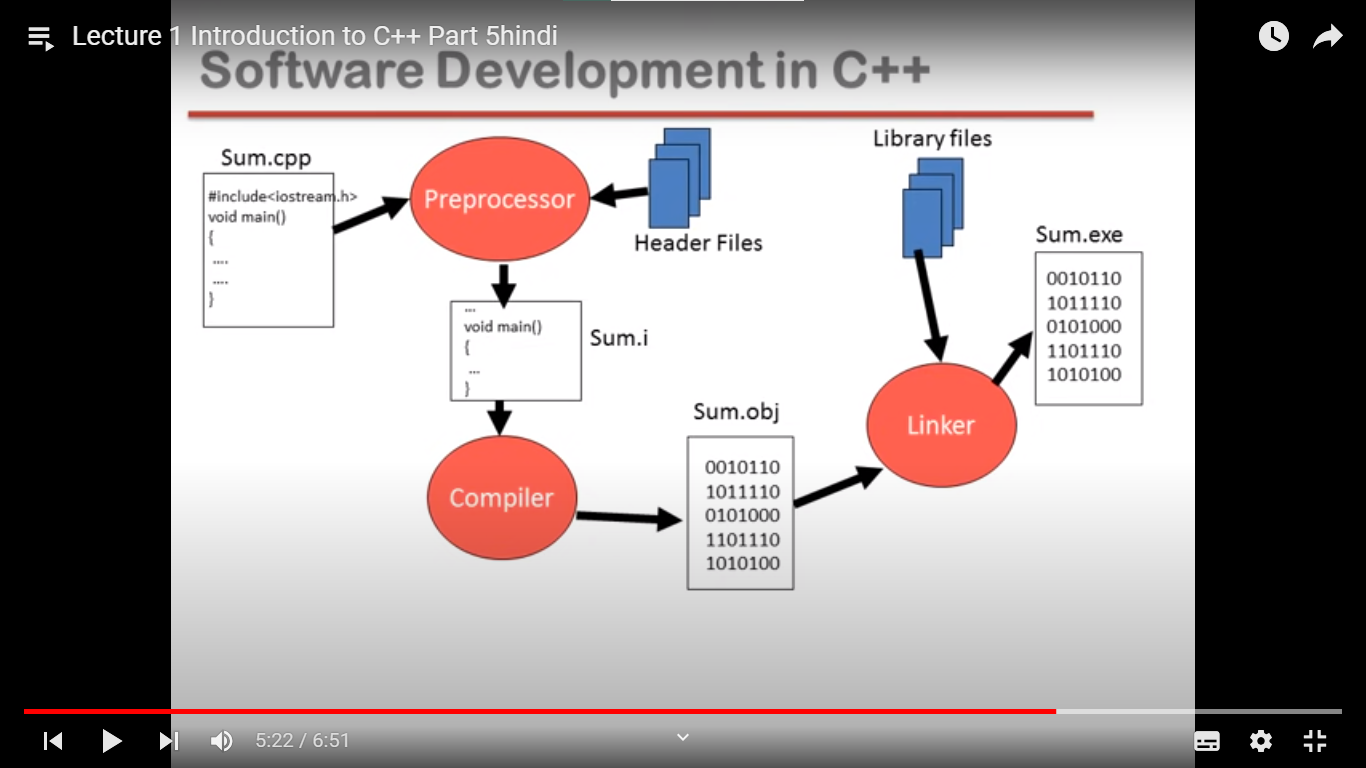 Lecture 1 Introduction to C++ Part 5hindi
Software Development in C++
Sum.cpp
#include<iostream.h>
void main()
{
....
....
}
Preprocessor
Header Files
Library files
Sum.exe
0010110
1011110
0101000
1101110
1010100
...
void main()
{
...
}
Sum.i
Compiler
Sum.obj
0010110
1011110
0101000
1101110
1010100
Linker
5:22 / 6:51